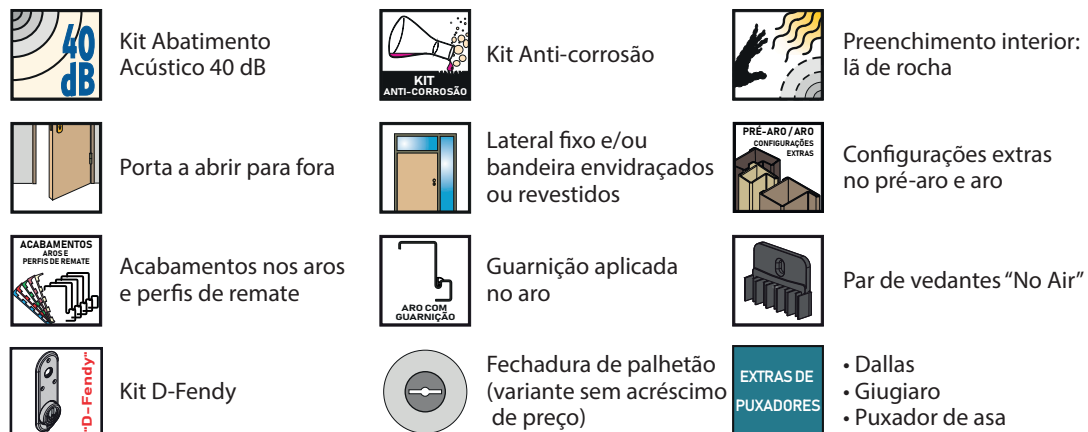 40
dB
Kit Abatimento
Acústico 40 dB
KIT
ANTI-CORROSÃO
Kit Anti-corrosão
Preenchimento interior:
lã de rocha
Porta a abrir para fora
Lateral fixo e/ou
bandeira envidraçados
ou revestidos
PRÉ-ARO / ARO
CONFIGURAÇÕES
EXTRAS
Configurações extras
no pré-aro e aro
ACABAMENTOS
AROS E
PERFIS DE REMATE
Acabamentos nos aros
e perfis de remate
ARO COM
GUARNIÇÃO
Guarnição aplicada
no aro
Par de vedantes “No Air”
"D-Fendy"
Kit D-Fendy
Fechadura de palhetão
(variante sem acréscimo
de preço)
EXTRAS DE
PUXADORES
• Dallas
• Giugiaro
• Puxador de asa